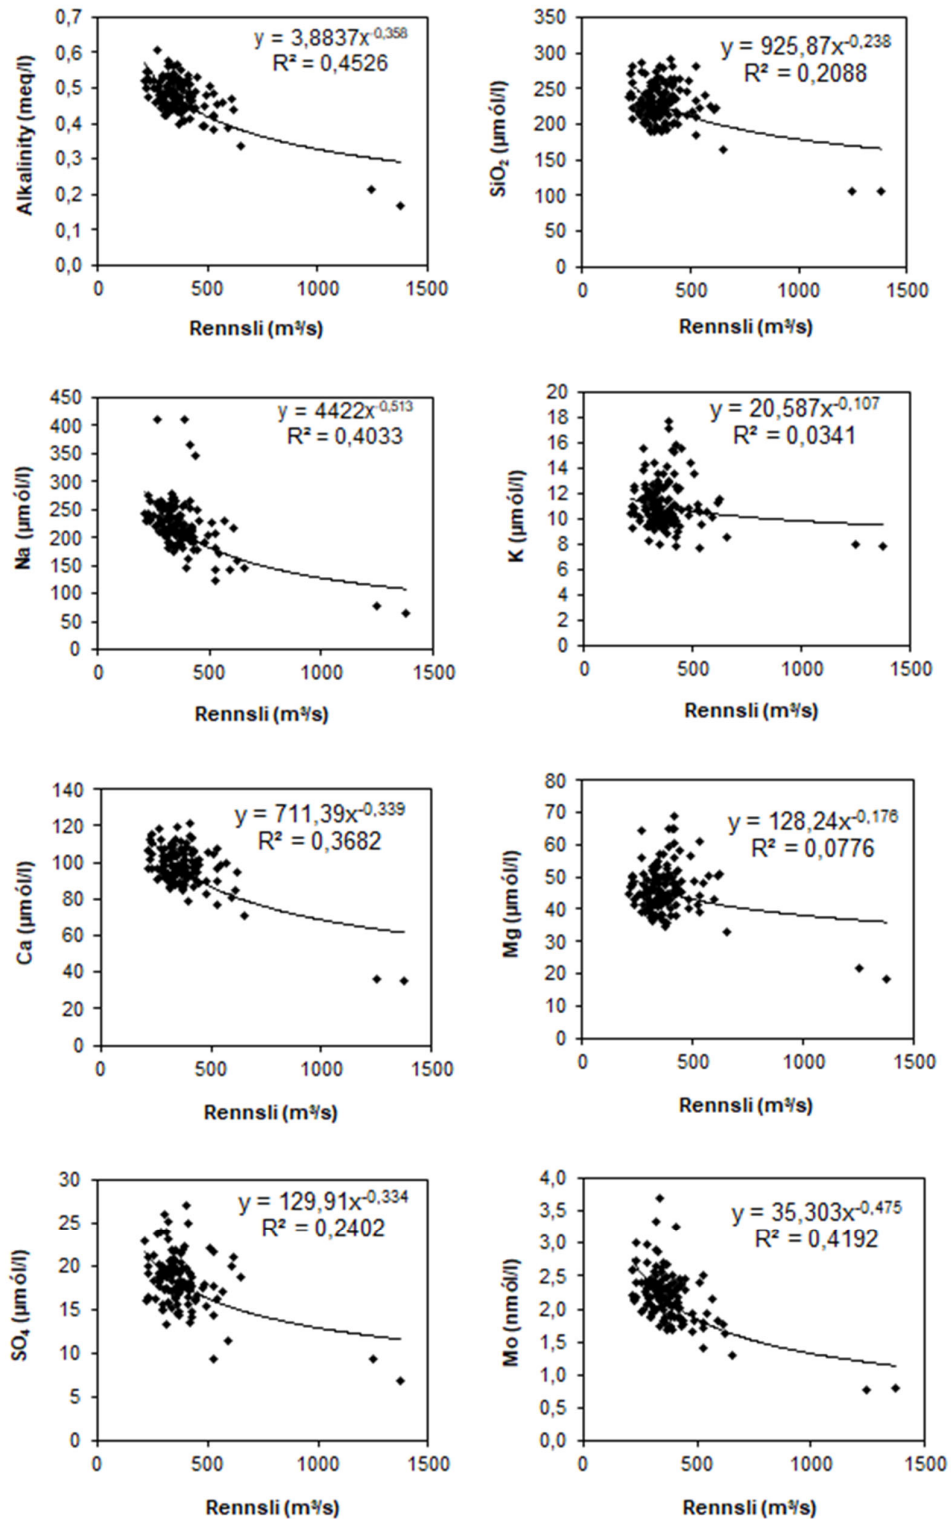 Alkalinity (meq/l)
0,7
0,6
0,5
0,4
0,3
0,2
0,1
0,0
y = 3,8837x-0,358
R² = 0,4526
0 500 1000 1500
Rennsli (m³/s)
SiO₂ (µmól/l)
350
300
250
200
150
100
50
0
y = 925,87x-0,238
R² = 0,2088
0 500 1000 1500
Rennsli (m³/s)
Na (µmól/l)
450
400
350
300
250
200
150
100
50
0
y = 4422x-0,513
R² = 0,4033
0 500 1000 1500
Rennsli (m³/s)
K (µmól/l)
20
18
16
14
12
10
8
6
4
2
0
y = 20,587x-0,107
R² = 0,0341
0 500 1000 1500
Rennsli (m³/s)
Ca (µmól/l)
140
120
100
80
60
40
20
0
y = 711,39x-0,339
R² = 0,3682
0 500 1000 1500
Rennsli (m³/s)
Mg (µmól/l)
80
70
60
50
40
30
20
10
0
y = 128,24x-0,176
R² = 0,0776
0 500 1000 1500
Rennsli (m³/s)
SO₄ (µmól/l)
30
25
20
15
10
5
0
y = 129,91x-0,334
R² = 0,2402
0 500 1000 1500
Rennsli (m³/s)
Mo (nmól/l)
4,0
3,5
3,0
2,5
2,0
1,5
1,0
0,5
0,0
y = 35,303x-0,475
R² = 0,4192
0 500 1000 1500
Rennsli (m³/s)